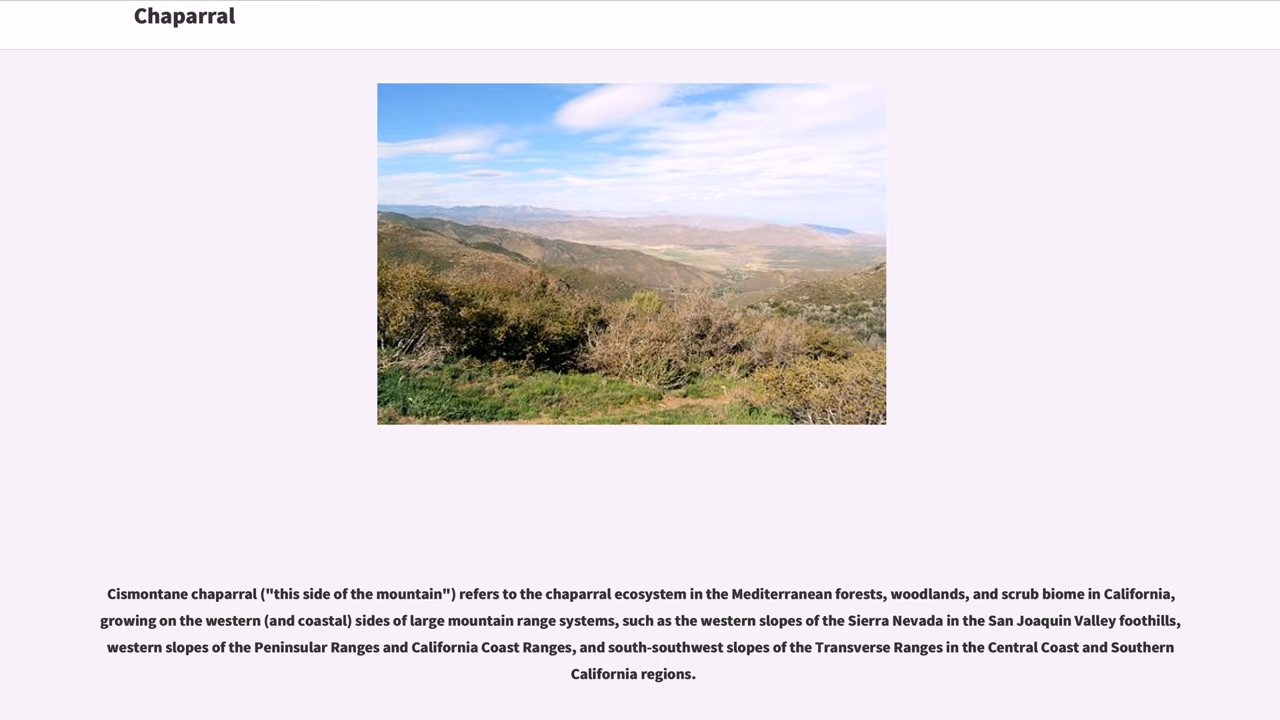 Chaparral
Cismontane chaparral ("this side of the mountain") refers to the chaparral ecosystem in the Mediterranean forests, woodlands, and scrub biome in California,
growing on the western (and coastal) sides of large mountain range systems, such as the western slopes of the Sierra Nevada in the San Joaquin Valley foothills,
western slopes of the Peninsular Ranges and California Coast Ranges, and south-southwest slopes of the Transverse Ranges in the Central Coast and Southern
California regions.